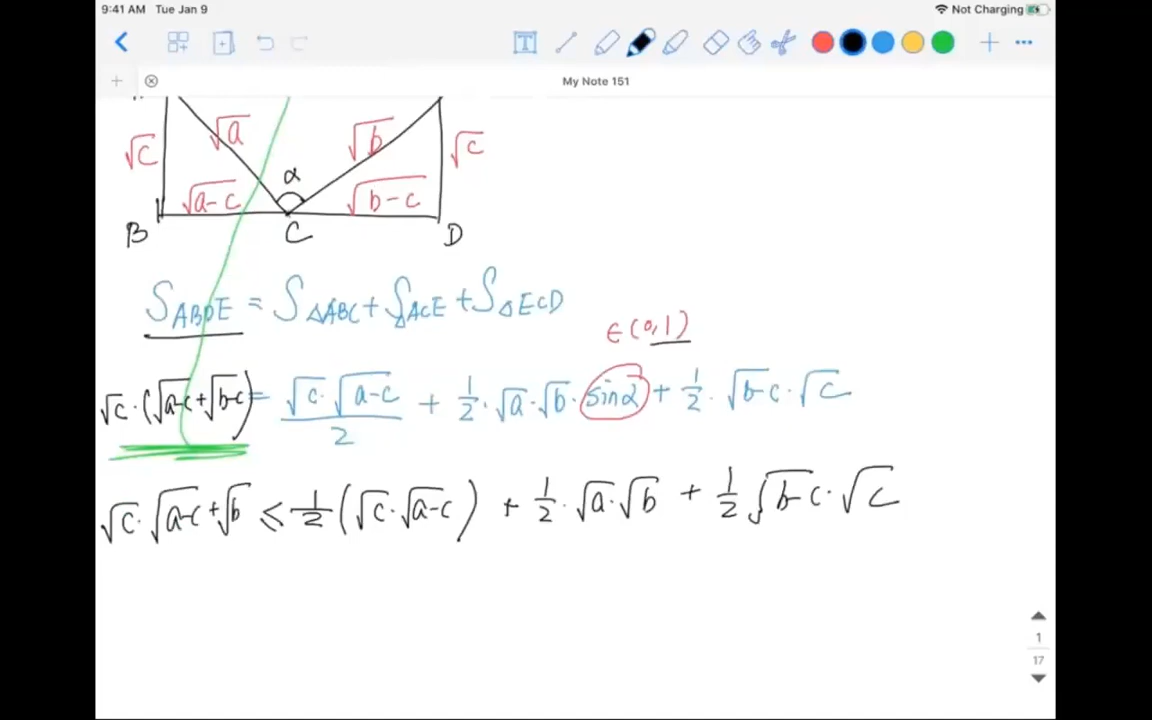 9:41 AM Tue Jan 9 Not Charging
My Note 151
√c √a α √b √c
√a-c √b-c
B C D
S_ABDE = S_ΔABC + S_ΔACE + S_ΔECD
∈(0,1)
√c·(√a-c+√b-c) = √c·√a-c / 2 + 1/2·√a·√b·sinα + 1/2·√b-c·√c
√c·√a-c+√b ≤ 1/2(√c·√a-c) + 1/2·√a·√b + 1/2√b-c·√c
1
17